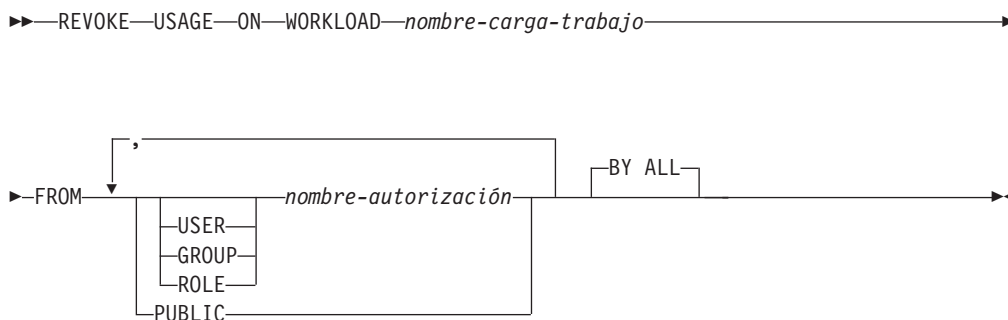 REVOKE USAGE ON WORKLOAD nombre-carga-trabajo
,
BY ALL
FROM nombre-autorización
USER
GROUP
ROLE
PUBLIC